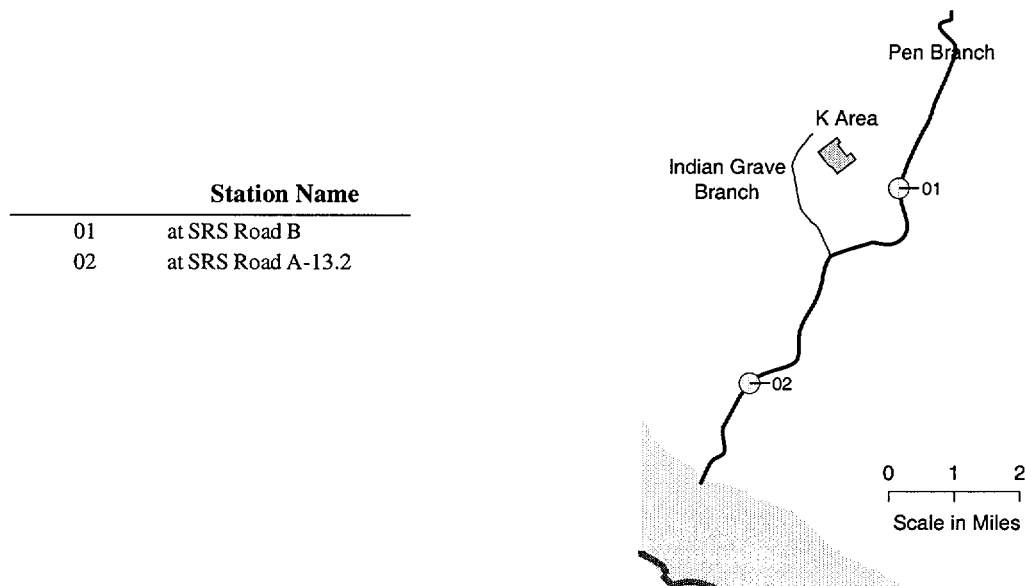 Station Name
01 at SRS Road B
02 at SRS Road A-13.2
Pen Branch
K Area
Indian Grave
Branch
01
02
0 1 2
Scale in Miles